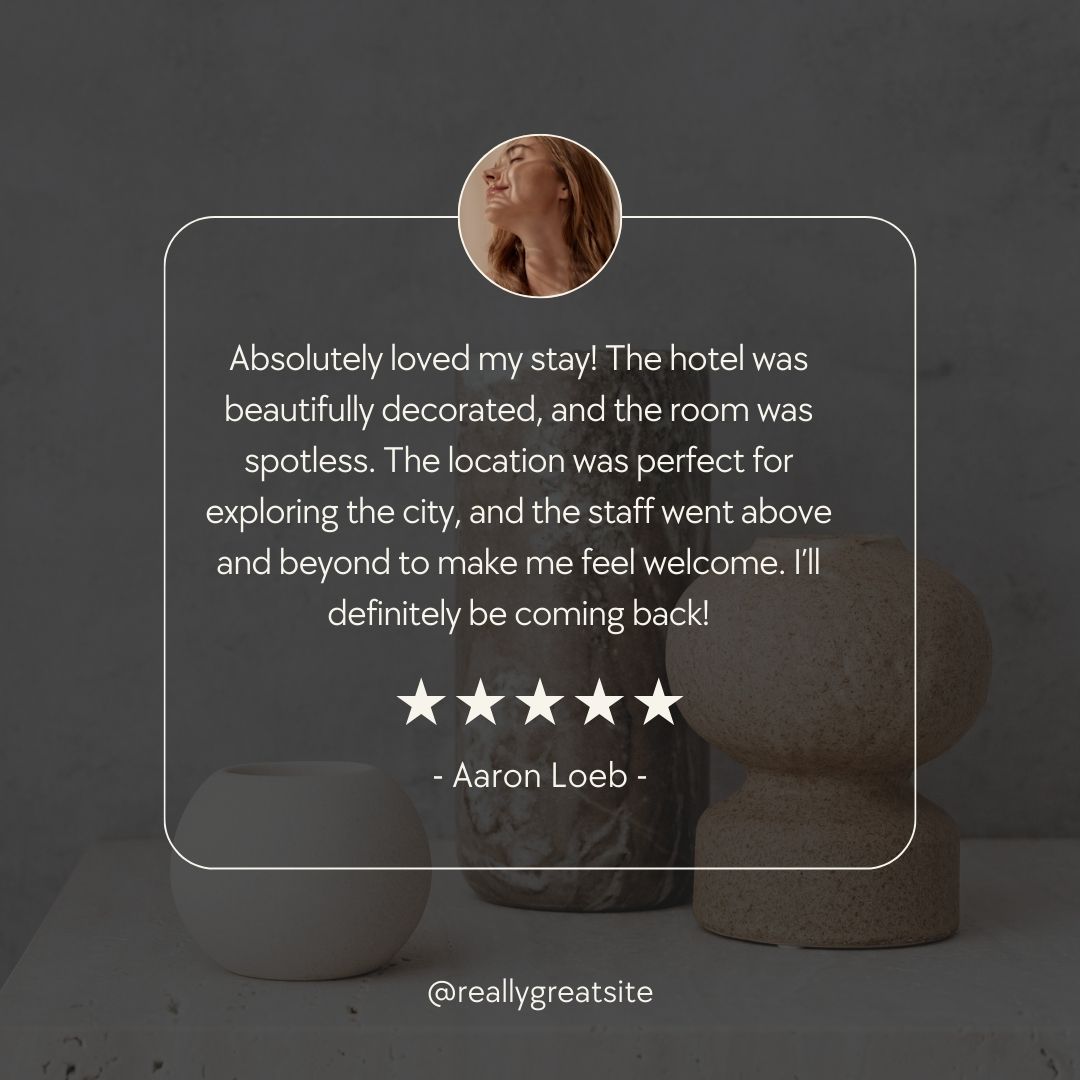 Absolutely loved my stay! The hotel was
beautifully decorated, and the room was
spotless. The location was perfect for
exploring the city, and the staff went above
and beyond to make me feel welcome. I'll
definitely be coming back!
- Aaron Loeb -
@reallygreatsite